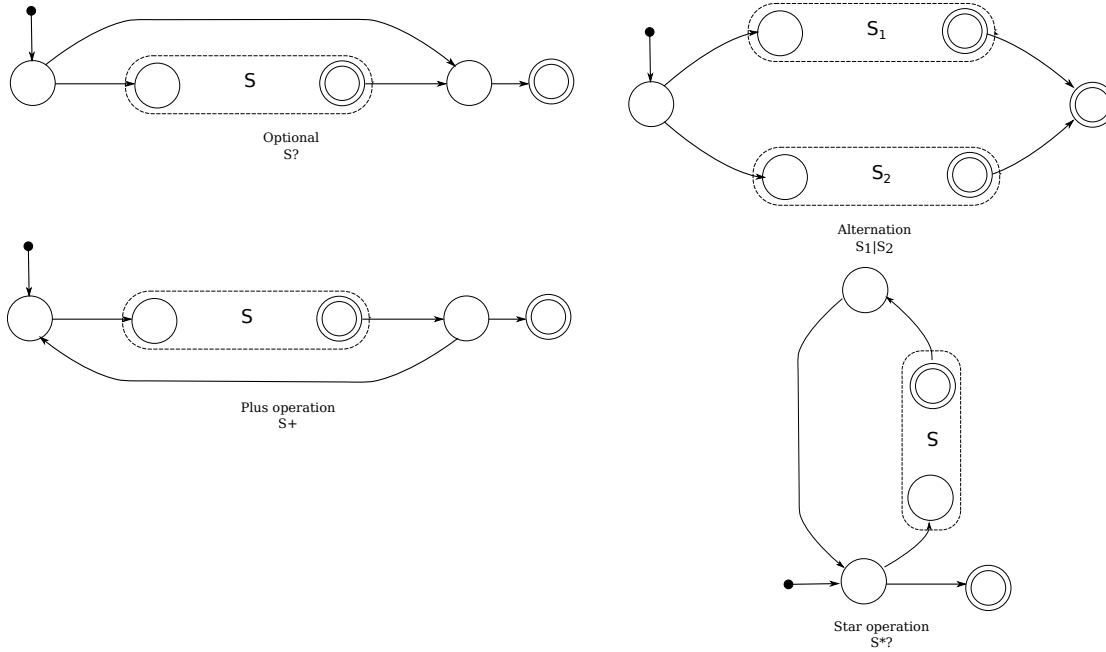 S
Optional
S?
S₁
S₂
Alternation
S₁|S₂
S
Plus operation
S+
S
Star operation
S*?